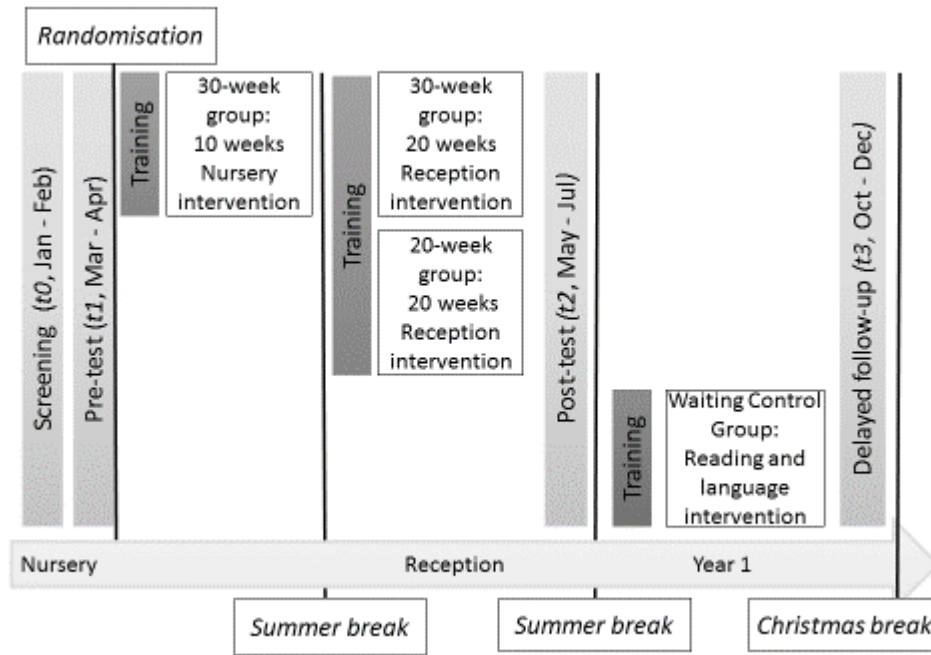 Randomisation
Screening (t0, Jan - Feb)
Pre-test (t1, Mar - Apr)
Training
30-week
group:
10 weeks
Nursery
intervention
Training
30-week
group:
20 weeks
Reception
intervention
20-week
group:
20 weeks
Reception
intervention
Post-test (t2, May - Jul)
Training
Waiting Control
Group:
Reading and
language
intervention
Delayed follow-up (t3, Oct - Dec)
Nursery
Reception
Year 1
Summer break
Summer break
Christmas break